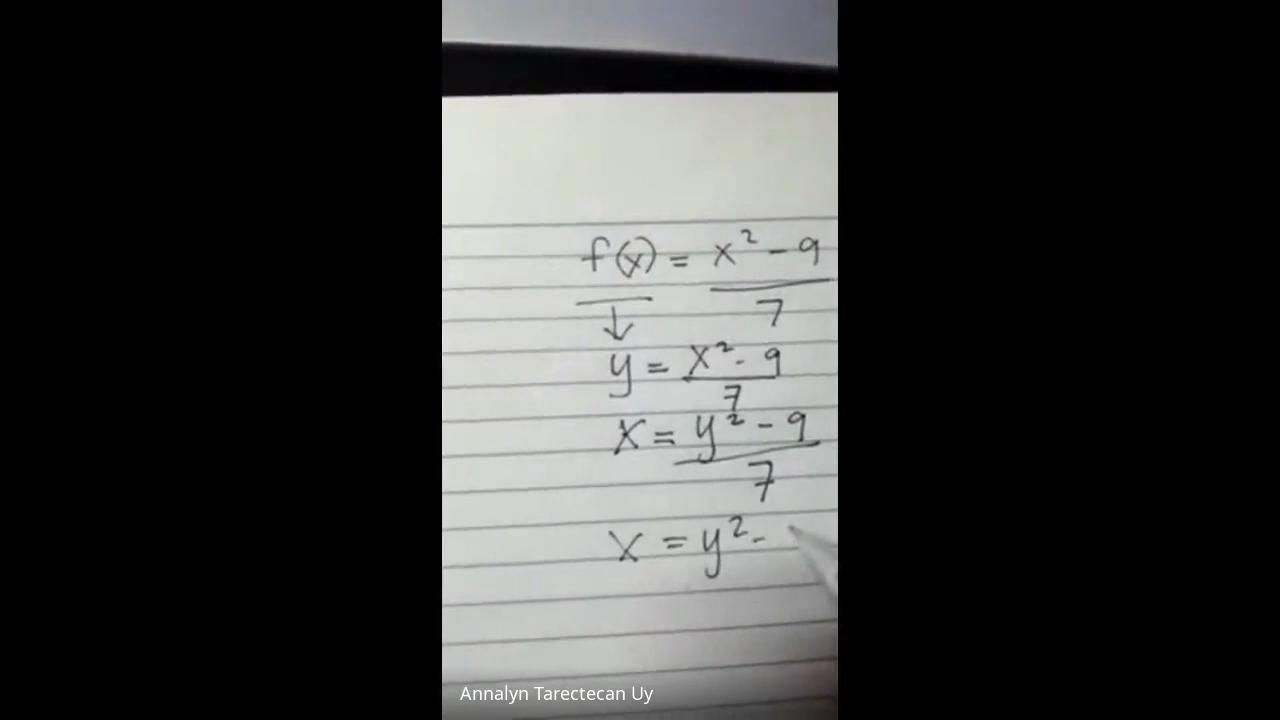 f(x) = x² - 9
7
↓
y = x² - 9
7
x = y² - 9
7
x = y² -
Annalyn Tarectecan Uy